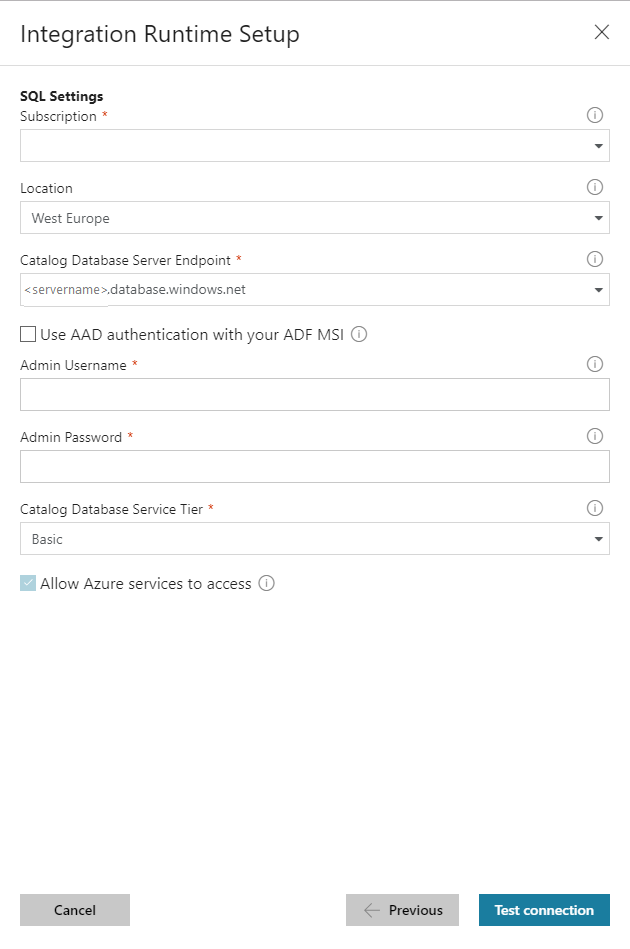 Integration Runtime Setup
SQL Settings
Subscription *
Location
West Europe
Catalog Database Server Endpoint *
<servername>.database.windows.net
Use AAD authentication with your ADF MSI
Admin Username *
Admin Password *
Catalog Database Service Tier *
Basic
Allow Azure services to access
Cancel
Previous
Test connection